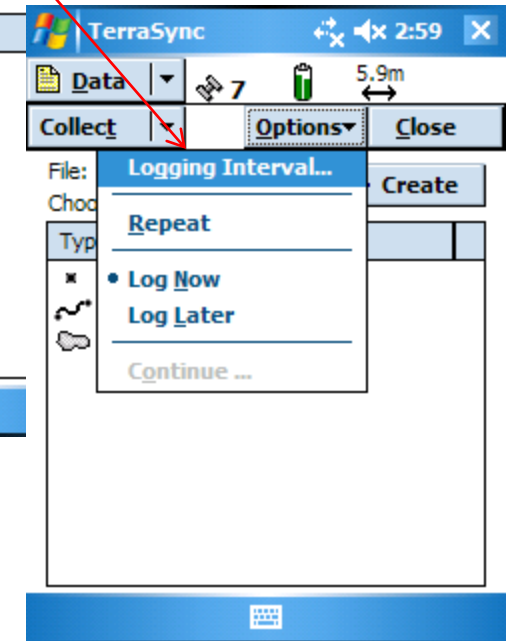 TerraSync 2:59
Data 7 5.9m
Collect Options Close
File:
Choo
Create
Typ
Logging Interval...
Repeat
Log Now
Log Later
Continue ...